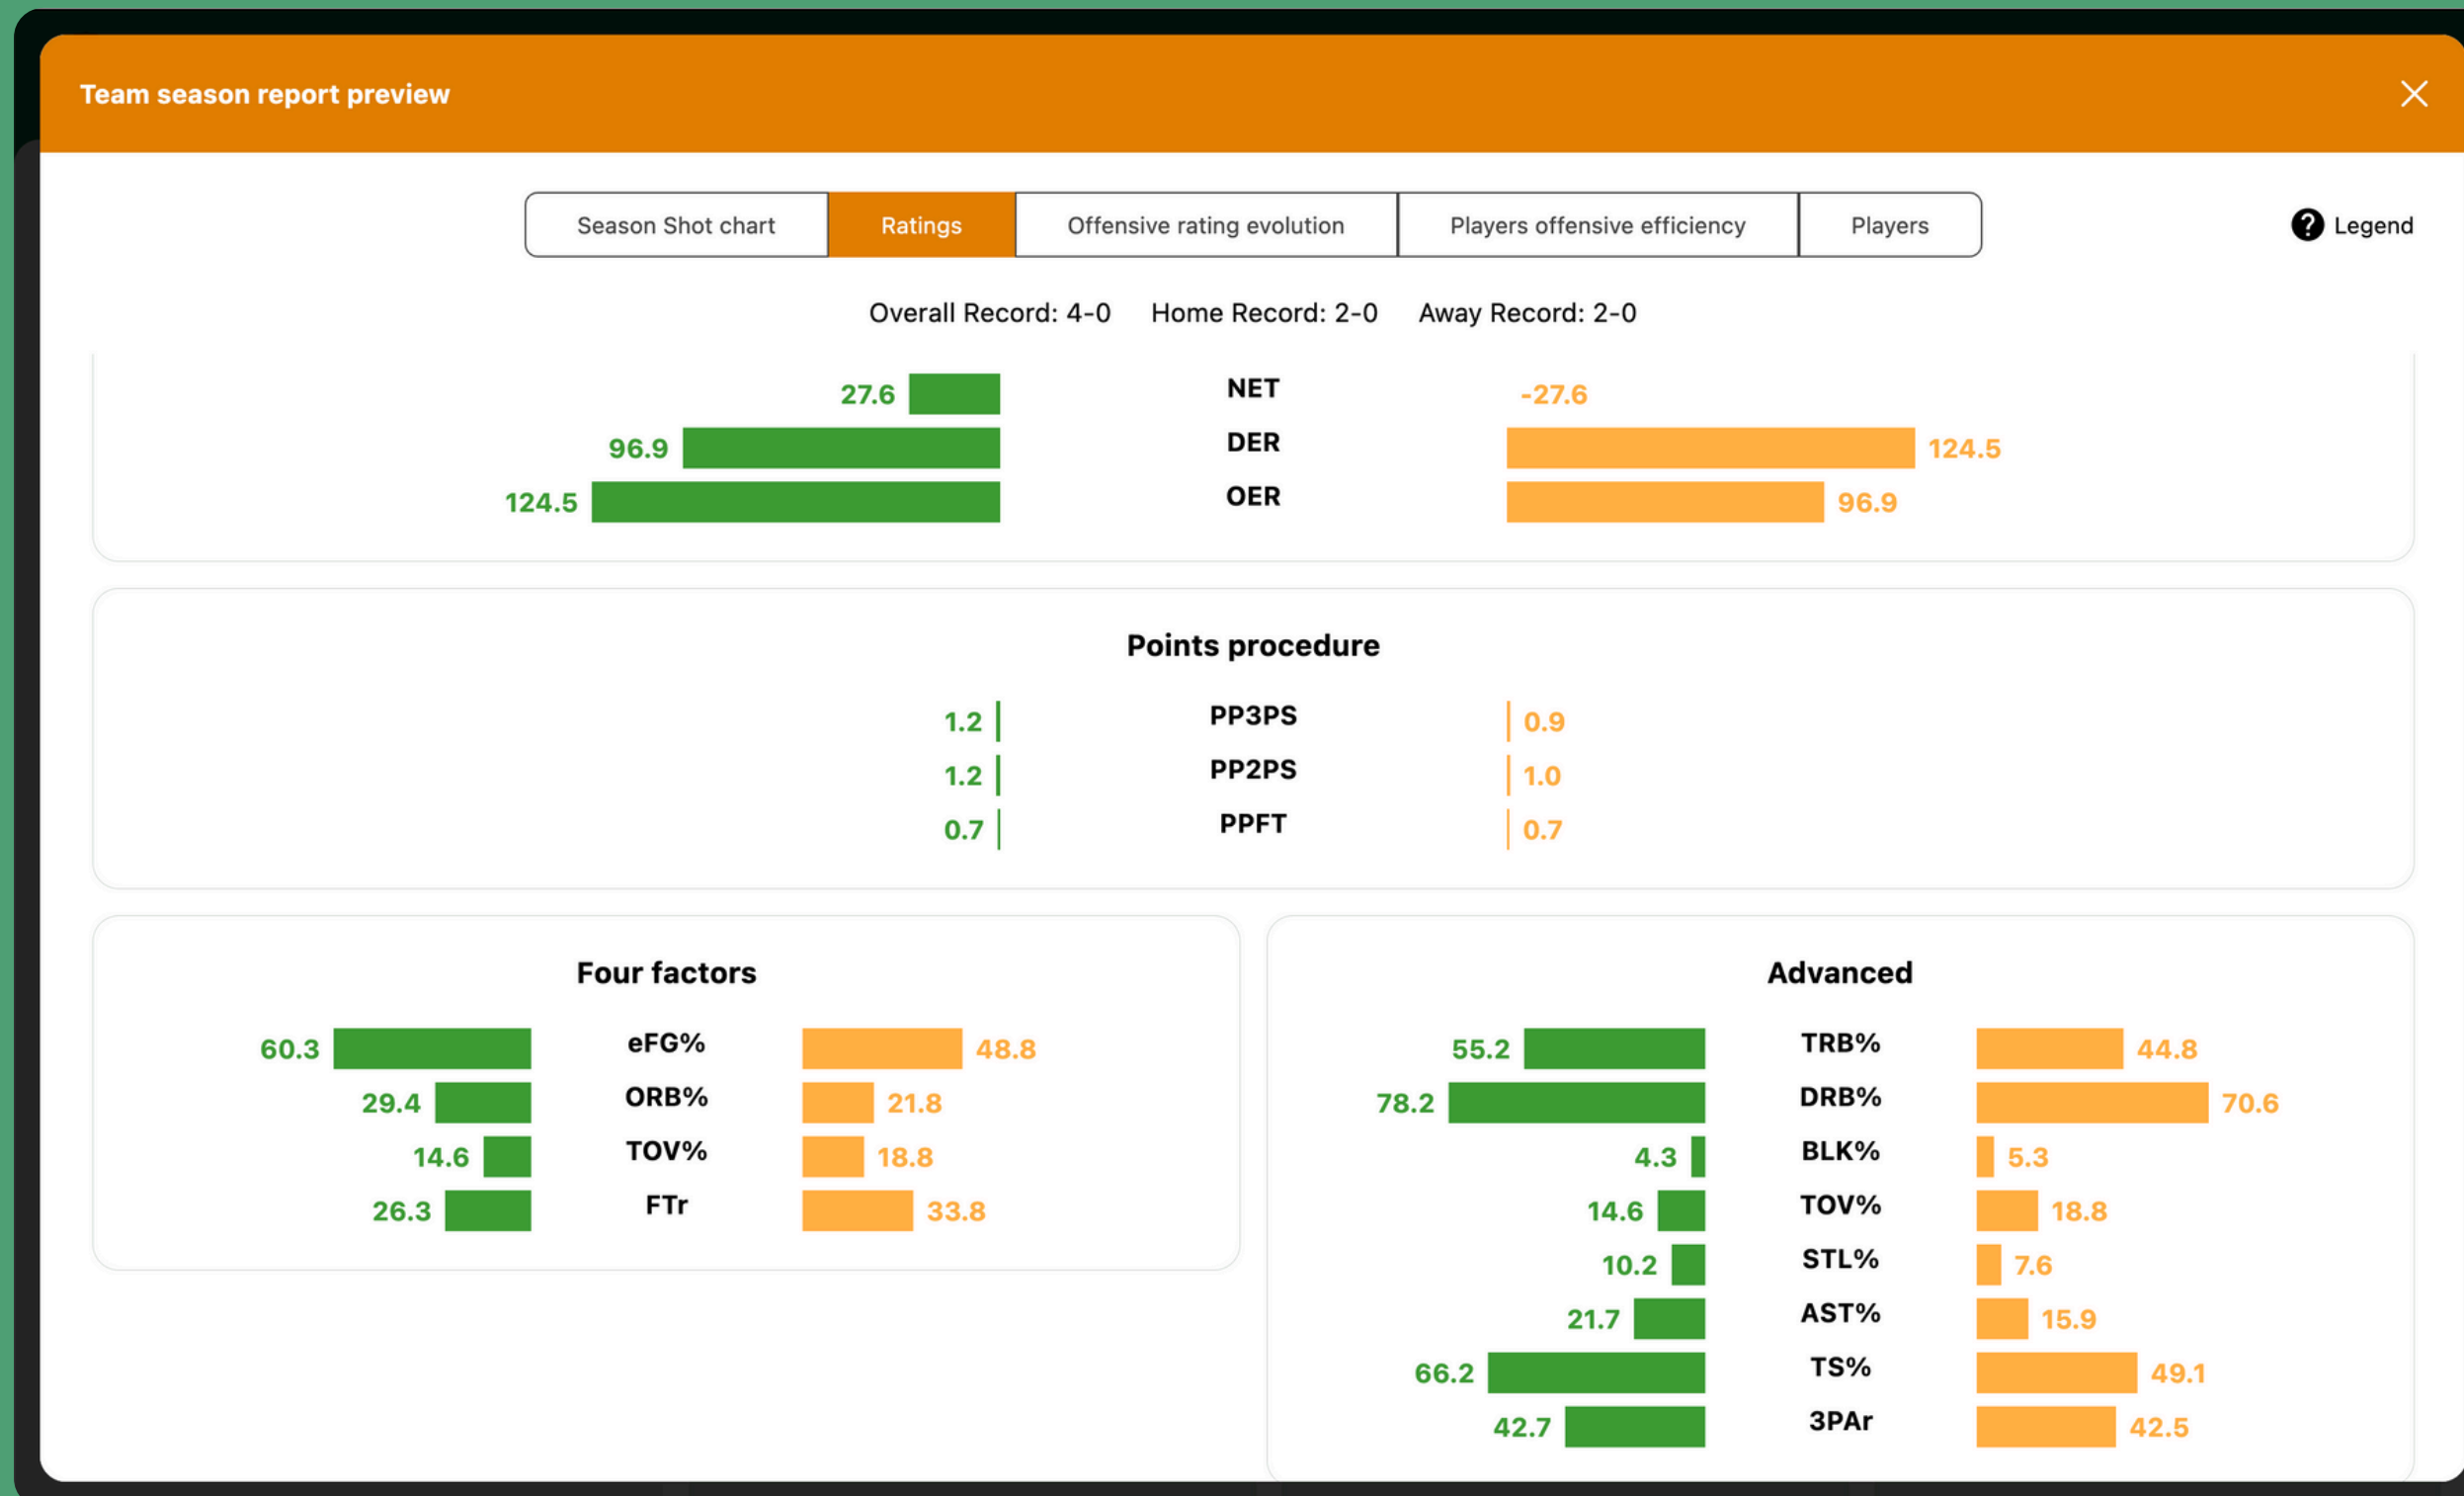 Team season report preview
Season Shot chart Ratings Offensive rating evolution Players offensive efficiency Players ? Legend
Overall Record: 4-0 Home Record: 2-0 Away Record: 2-0
27.6 NET -27.6
96.9 DER 124.5
124.5 OER 96.9
Points procedure
1.2 PP3PS 0.9
1.2 PP2PS 1.0
0.7 PPFT 0.7
Four factors
60.3 eFG% 48.8
29.4 ORB% 21.8
14.6 TOV% 18.8
26.3 FTr 33.8
Advanced
55.2 TRB% 44.8
78.2 DRB% 70.6
4.3 BLK% 5.3
14.6 TOV% 18.8
10.2 STL% 7.6
21.7 AST% 15.9
66.2 TS% 49.1
42.7 3PAr 42.5